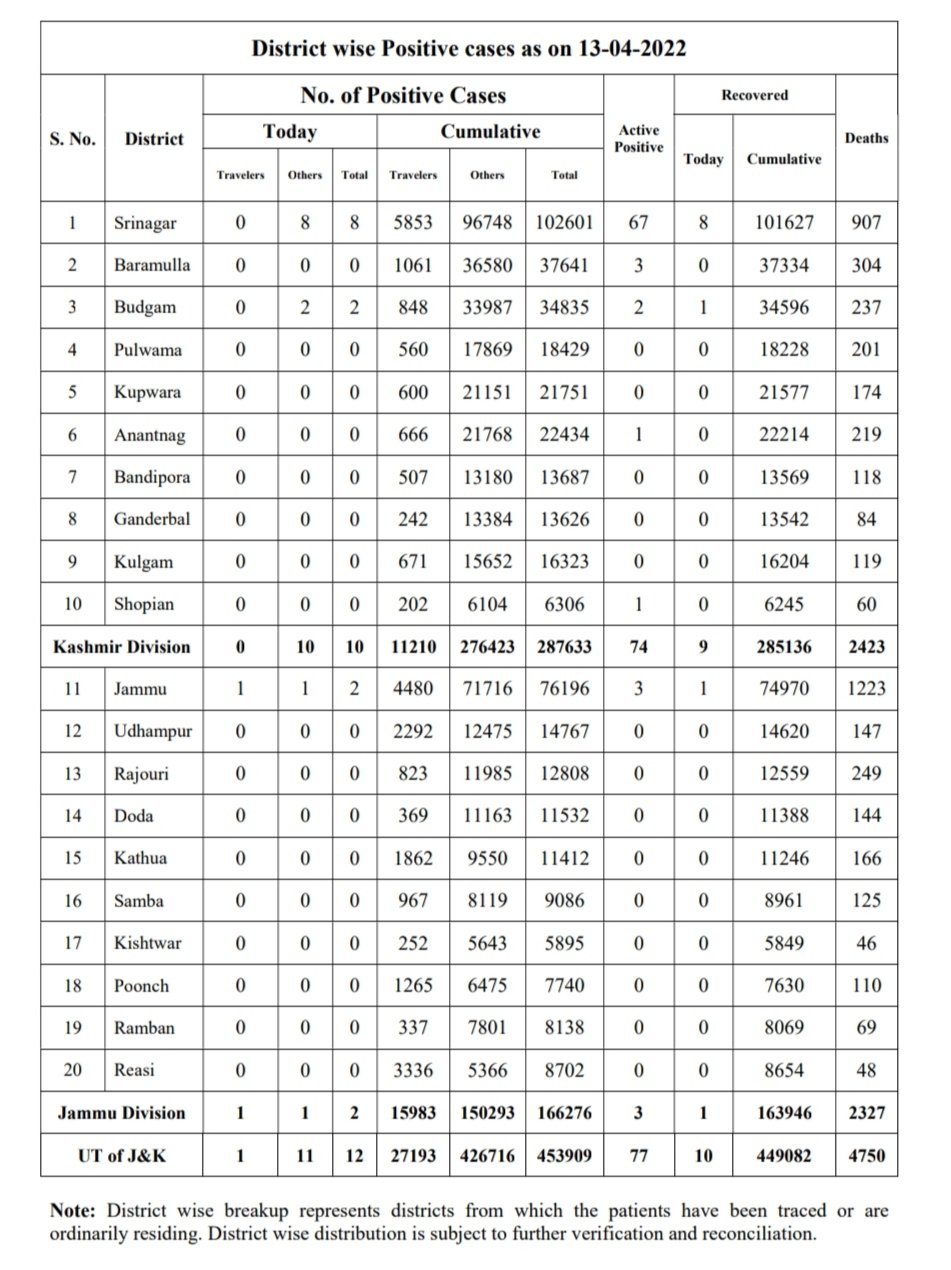 District wise Positive cases as on 13-04-2022
S. No. District No. of Positive Cases Active Positive Recovered Deaths
Today Cumulative Today Cumulative
Travelers Others Total Travelers Others Total
1 Srinagar 0 8 8 5853 96748 102601 67 8 101627 907
2 Baramulla 0 0 0 1061 36580 37641 3 0 37334 304
3 Budgam 0 2 2 848 33987 34835 2 1 34596 237
4 Pulwama 0 0 0 560 17869 18429 0 0 18228 201
5 Kupwara 0 0 0 600 21151 21751 0 0 21577 174
6 Anantnag 0 0 0 666 21768 22434 1 0 22214 219
7 Bandipora 0 0 0 507 13180 13687 0 0 13569 118
8 Ganderbal 0 0 0 242 13384 13626 0 0 13542 84
9 Kulgam 0 0 0 671 15652 16323 0 0 16204 119
10 Shopian 0 0 0 202 6104 6306 1 0 6245 60
Kashmir Division 0 10 10 11210 276423 287633 74 9 285136 2423
11 Jammu 1 1 2 4480 71716 76196 3 1 74970 1223
12 Udhampur 0 0 0 2292 12475 14767 0 0 14620 147
13 Rajouri 0 0 0 823 11985 12808 0 0 12559 249
14 Doda 0 0 0 369 11163 11532 0 0 11388 144
15 Kathua 0 0 0 1862 9550 11412 0 0 11246 166
16 Samba 0 0 0 967 8119 9086 0 0 8961 125
17 Kishtwar 0 0 0 252 5643 5895 0 0 5849 46
18 Poonch 0 0 0 1265 6475 7740 0 0 7630 110
19 Ramban 0 0 0 337 7801 8138 0 0 8069 69
20 Reasi 0 0 0 3336 5366 8702 0 0 8654 48
Jammu Division 1 1 2 15983 150293 166276 3 1 163946 2327
UT of J&K 1 11 12 27193 426716 453909 77 10 449082 4750
Note: District wise breakup represents districts from which the patients have been traced or are
ordinarily residing. District wise distribution is subject to further verification and reconciliation.